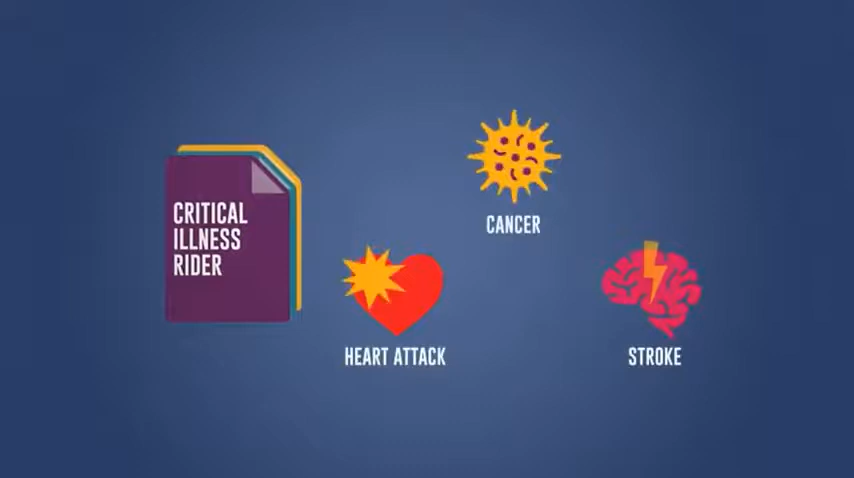 CRITICAL
ILLNESS
RIDER
CANCER
HEART ATTACK
STROKE